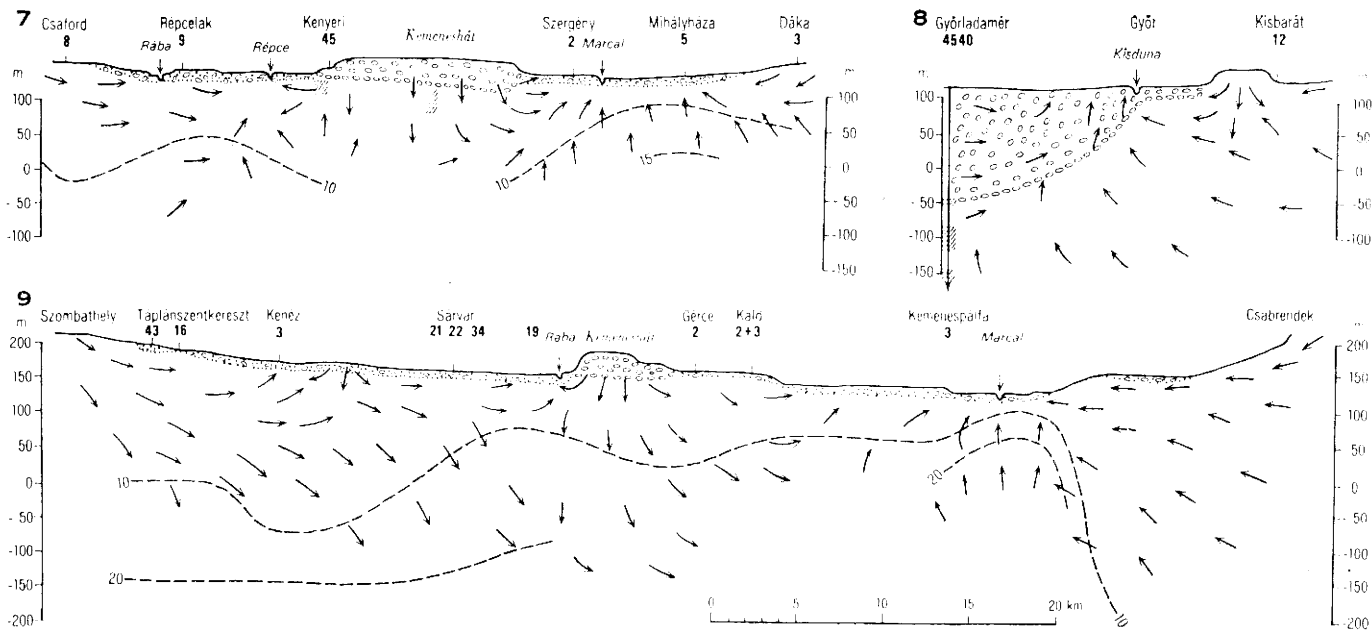 7
Csaford Répcelak Kenyeri Kemeneshát Szergény Mihályháza Dáka
8 Rába 9 Répce 45 2 Marcal 5 3
m m
100 100
50 50
0 0
-50 -50
-100 -100
-150
10 10 15
8
Győrladamér Győr Kisbarát
4540 Kisduna 12
m m
100 100
50 50
0 0
-50 -50
-100 -100
-150
9
Szombathely Táplánszentkereszt Kenéz Sárvár Gérce Káld Kemenespálfa Csabrendek
43 16 3 21 22 34 19 Rába 2 2+3 3 Marcal
m m
200 200
150 150
100 100
50 50
0 0
-50 -50
-100 -100
-150 -150
-200 -200
10 20 20 10
0 5 10 15 20 km